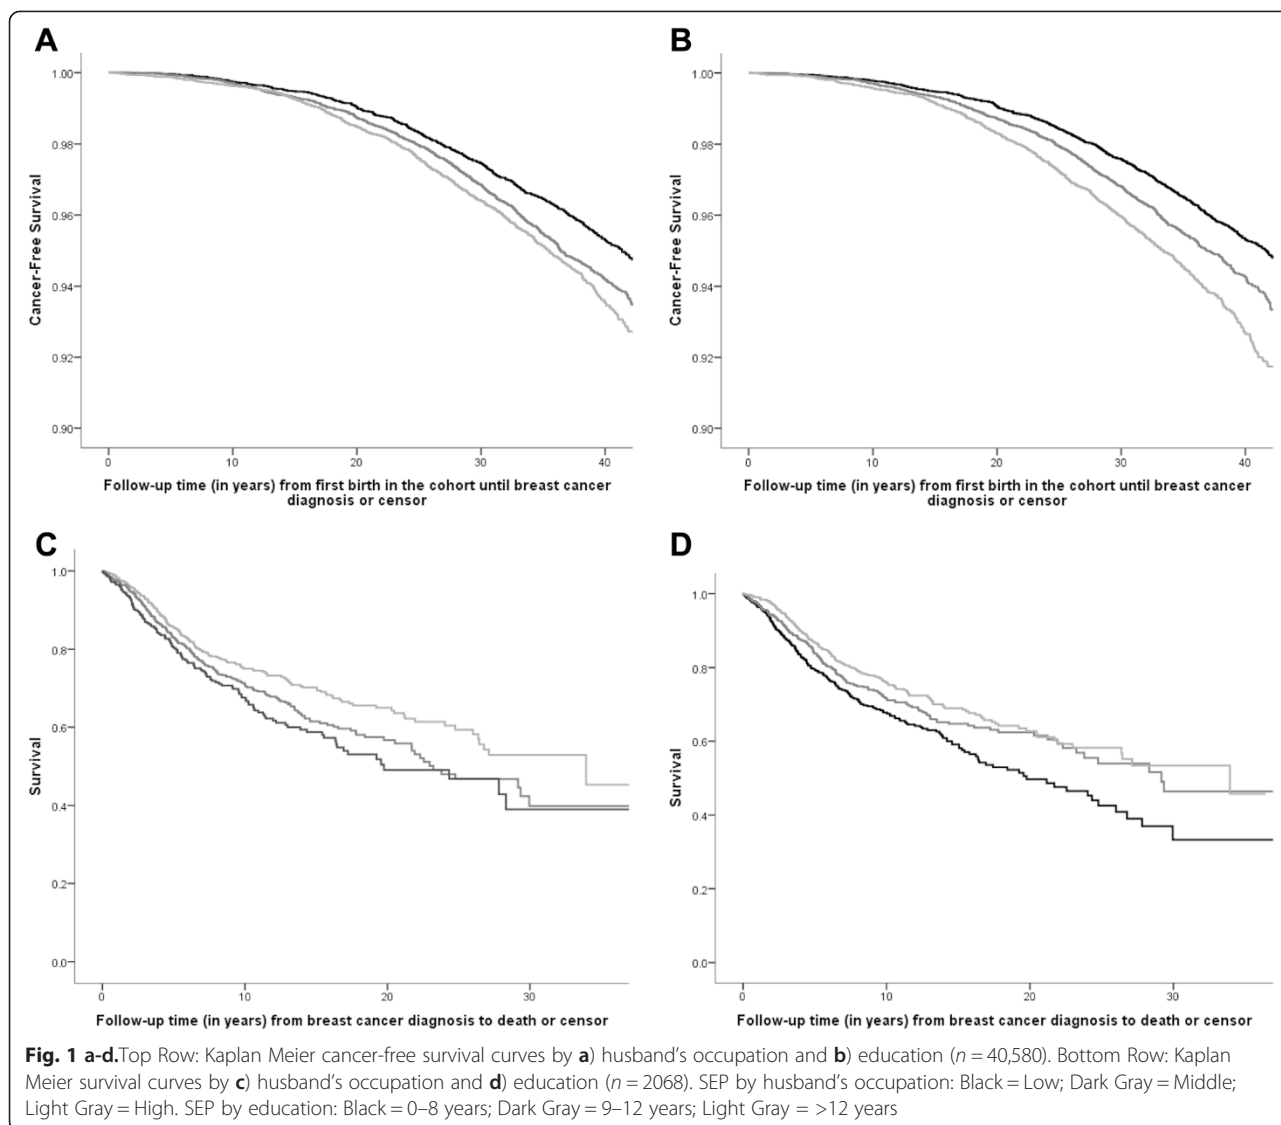 A
B
1.00
0.98
0.96
0.94
0.92
0.90
Cancer-Free Survival
0
10
20
30
40
Follow-up time (in years) from first birth in the cohort until breast cancer
diagnosis or censor
1.00
0.98
0.96
0.94
0.92
0.90
Cancer-Free Survival
0
10
20
30
40
Follow-up time (in years) from first birth in the cohort until breast cancer
diagnosis or censor
C
D
1.0
0.8
0.6
0.4
0.2
0.0
Survival
0
10
20
30
Follow-up time (in years) from breast cancer diagnosis to death or censor
1.0
0.8
0.6
0.4
0.2
0.0
Survival
0
10
20
30
Follow-up time (in years) from breast cancer diagnosis to death or censor
Fig. 1 a-d.Top Row: Kaplan Meier cancer-free survival curves by a) husband's occupation and b) education (n = 40,580). Bottom Row: Kaplan
Meier survival curves by c) husband's occupation and d) education (n = 2068). SEP by husband's occupation: Black = Low; Dark Gray = Middle;
Light Gray = High. SEP by education: Black = 0–8 years; Dark Gray = 9–12 years; Light Gray = >12 years